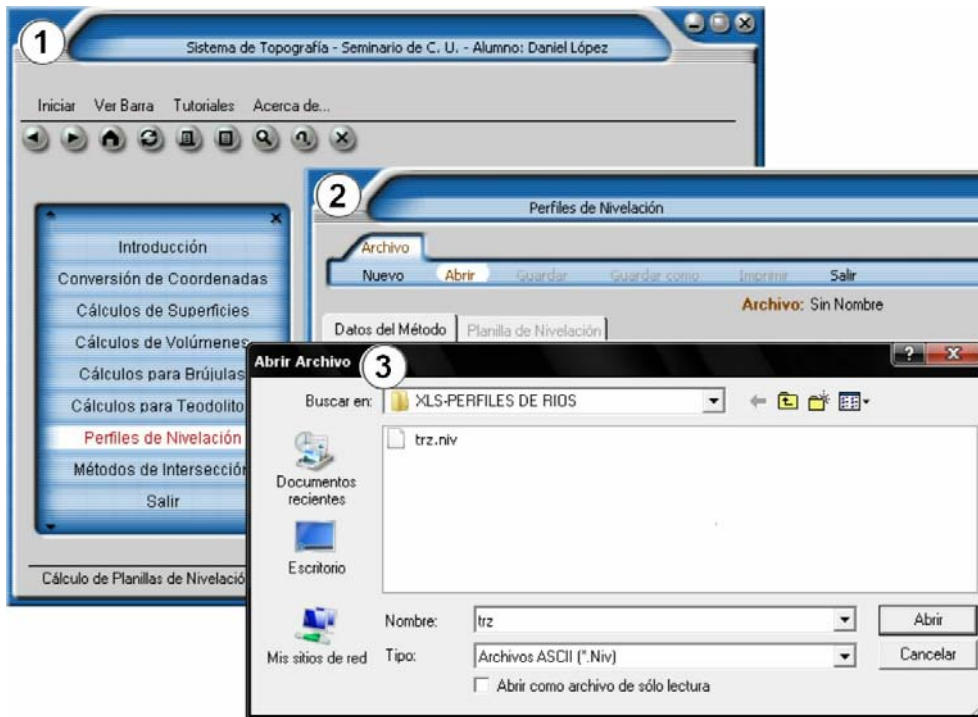 1
Sistema de Topografía - Seminario de C. U. - Alumno: Daniel López
Iniciar Ver Barra Tutoriales Acerca de...
Introducción
Conversión de Coordenadas
Cálculos de Superficies
Cálculos de Volúmenes
Cálculos para Brújulas
Cálculos para Teodolito
Perfiles de Nivelación
Métodos de Intersección
Salir
Cálculo de Planillas de Nivelació
2
Perfiles de Nivelación
Archivo
Nuevo Abrir Guardar Guardar como Imprimir Salir
Archivo: Sin Nombre
Datos del Método Planilla de Nivelación
Abrir Archivo 3
Buscar en: XLS-PERFILES DE RIOS
trz.niv
Documentos
recientes
Escritorio
Mis sitios de red
Nombre: trz Abrir
Tipo: Archivos ASCII (*.Niv) Cancelar
Abrir como archivo de sólo lectura